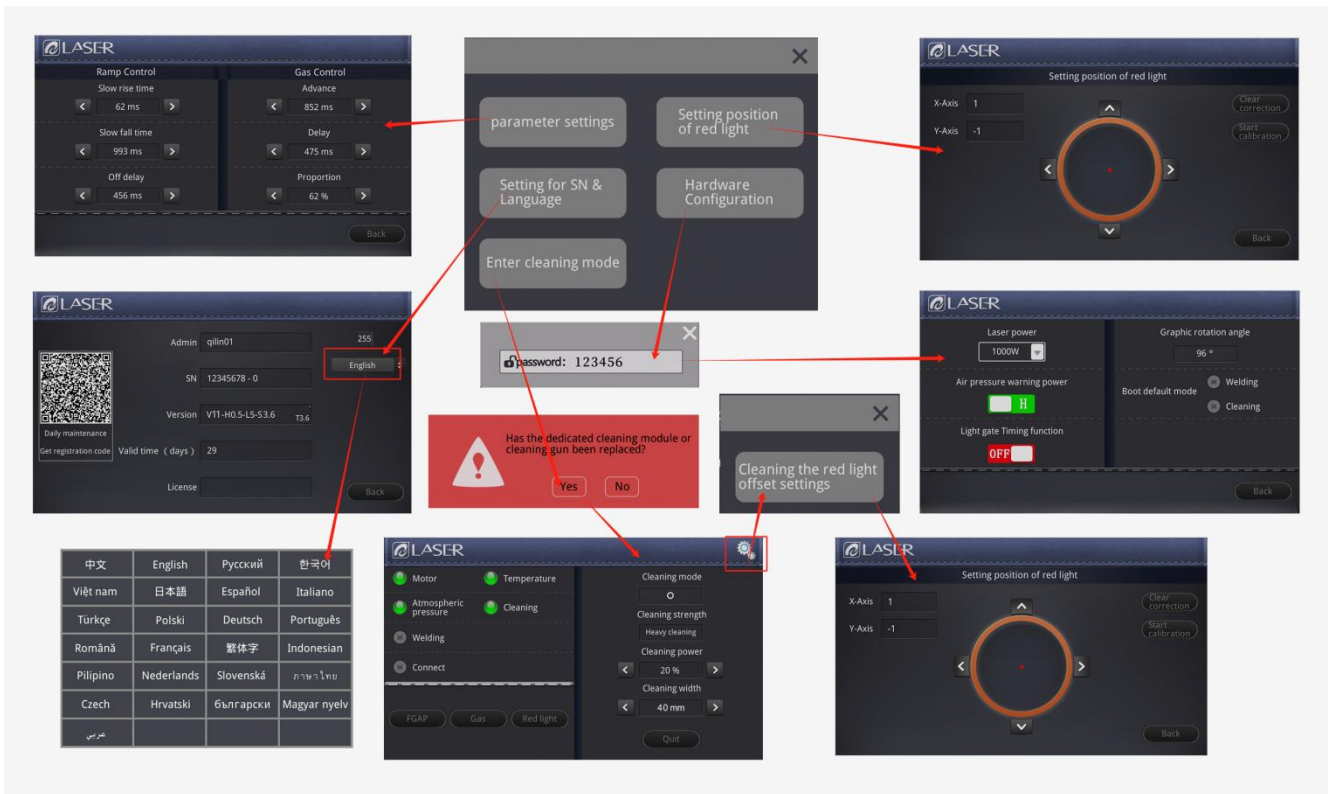 LASER
Ramp Control
Gas Control
Slow rise time
Advance
62 ms
852 ms
Slow fall time
Delay
993 ms
475 ms
Off delay
Proportion
456 ms
62 %
Back
parameter settings
Setting position
of red light
Setting for SN &
Language
Hardware
Configuration
Enter cleaning mode
LASER
Setting position of red light
X-Axis 1
Y-Axis -1
Clear
correction
Start
calibration
Back
LASER
Admin qilin01
255
English
SN 12345678 - 0
Version V11-H0.5-L5-S3.6 T3.6
Daily maintenance
Get registration code
Valid time ( days ) 29
License
Back
password: 123456
LASER
Laser power
Graphic rotation angle
1000W
96 °
Air pressure warning power
H
Boot default mode
Welding
Cleaning
Light gate Timing function
OFF
Back
Has the dedicated cleaning module or
cleaning gun been replaced?
Yes
No
Cleaning the red light
offset settings
中文 English Русский 한국어
Việt nam 日本語 Español Italiano
Türkçe Polski Deutsch Português
Română Français 繁体字 Indonesian
Pilipino Nederlands Slovenská ภาษาไทย
Czech Hrvatski български Magyar nyelv
عربي
LASER
Motor
Temperature
Atmospheric
pressure
Cleaning
Welding
Connect
FGAP
Gas
Red light
Cleaning mode
Cleaning strength
Heavy cleaning
Cleaning power
20 %
Cleaning width
40 mm
Quit
LASER
Setting position of red light
X-Axis 1
Y-Axis -1
Clear
correction
Start
calibration
Back